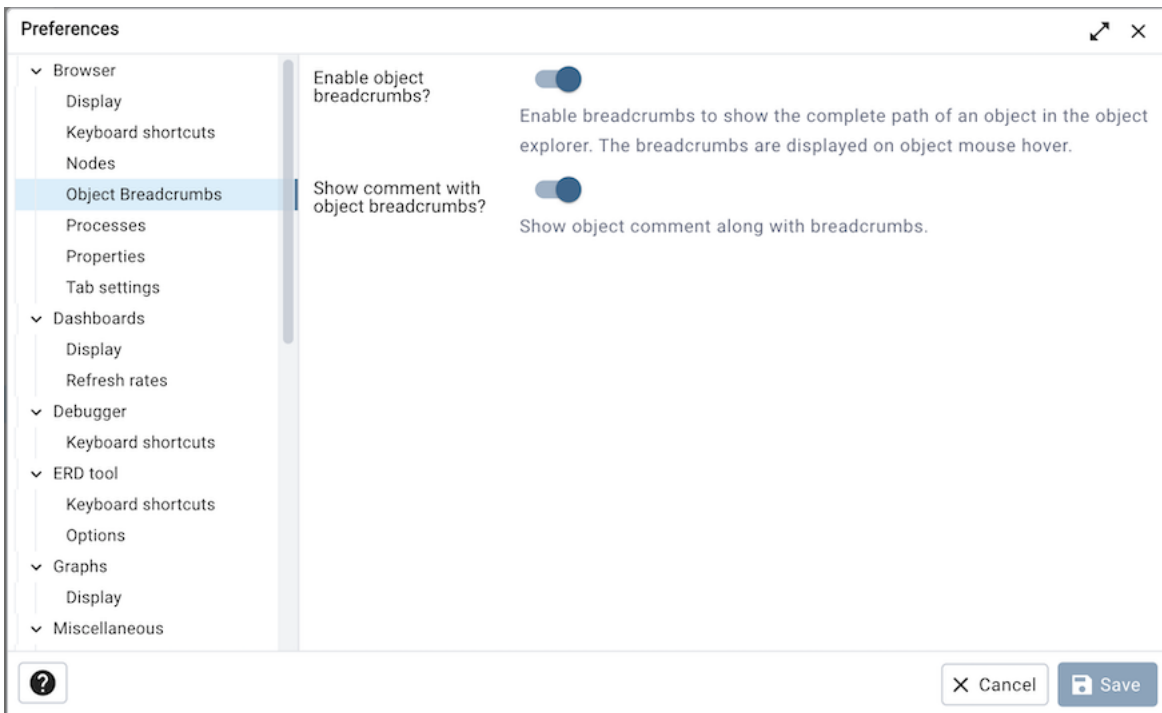 Preferences
Browser
Display
Keyboard shortcuts
Nodes
Object Breadcrumbs
Processes
Properties
Tab settings
Dashboards
Display
Refresh rates
Debugger
Keyboard shortcuts
ERD tool
Keyboard shortcuts
Options
Graphs
Display
Miscellaneous
Enable object
breadcrumbs?
Enable breadcrumbs to show the complete path of an object in the object
explorer. The breadcrumbs are displayed on object mouse hover.
Show comment with
object breadcrumbs?
Show object comment along with breadcrumbs.
?
Cancel
Save